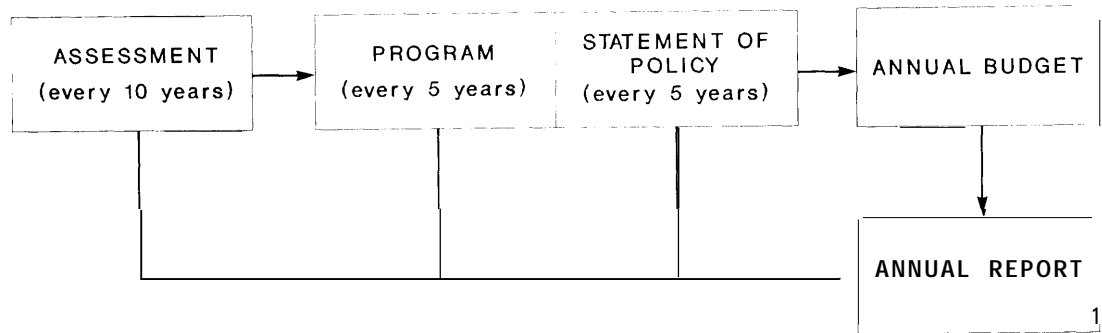 ASSESSMENT
(every 10 years)
PROGRAM
(every 5 years)
STATEMENT OF
POLICY
(every 5 years)
ANNUAL BUDGET
ANNUAL REPORT
1